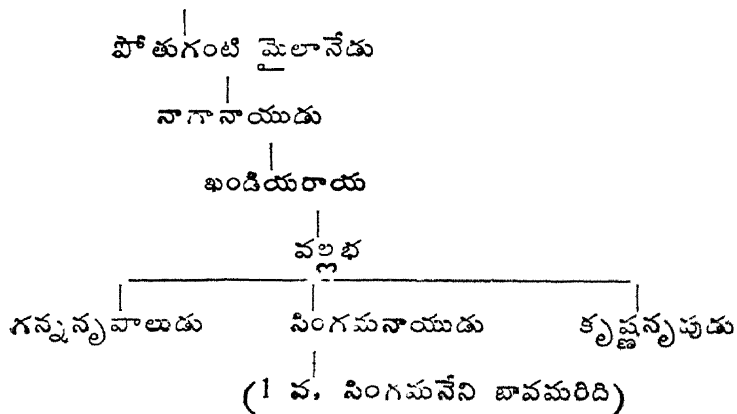 పోతుగంటి మైలానేడు
నాగానాయుడు
ఖండియరాయ
వల్లభ
గన్ననృపాలుడు సింగమనాయుడు కృష్ణనృపుడు
(1 వ, సింగమనేని బావమరిది)